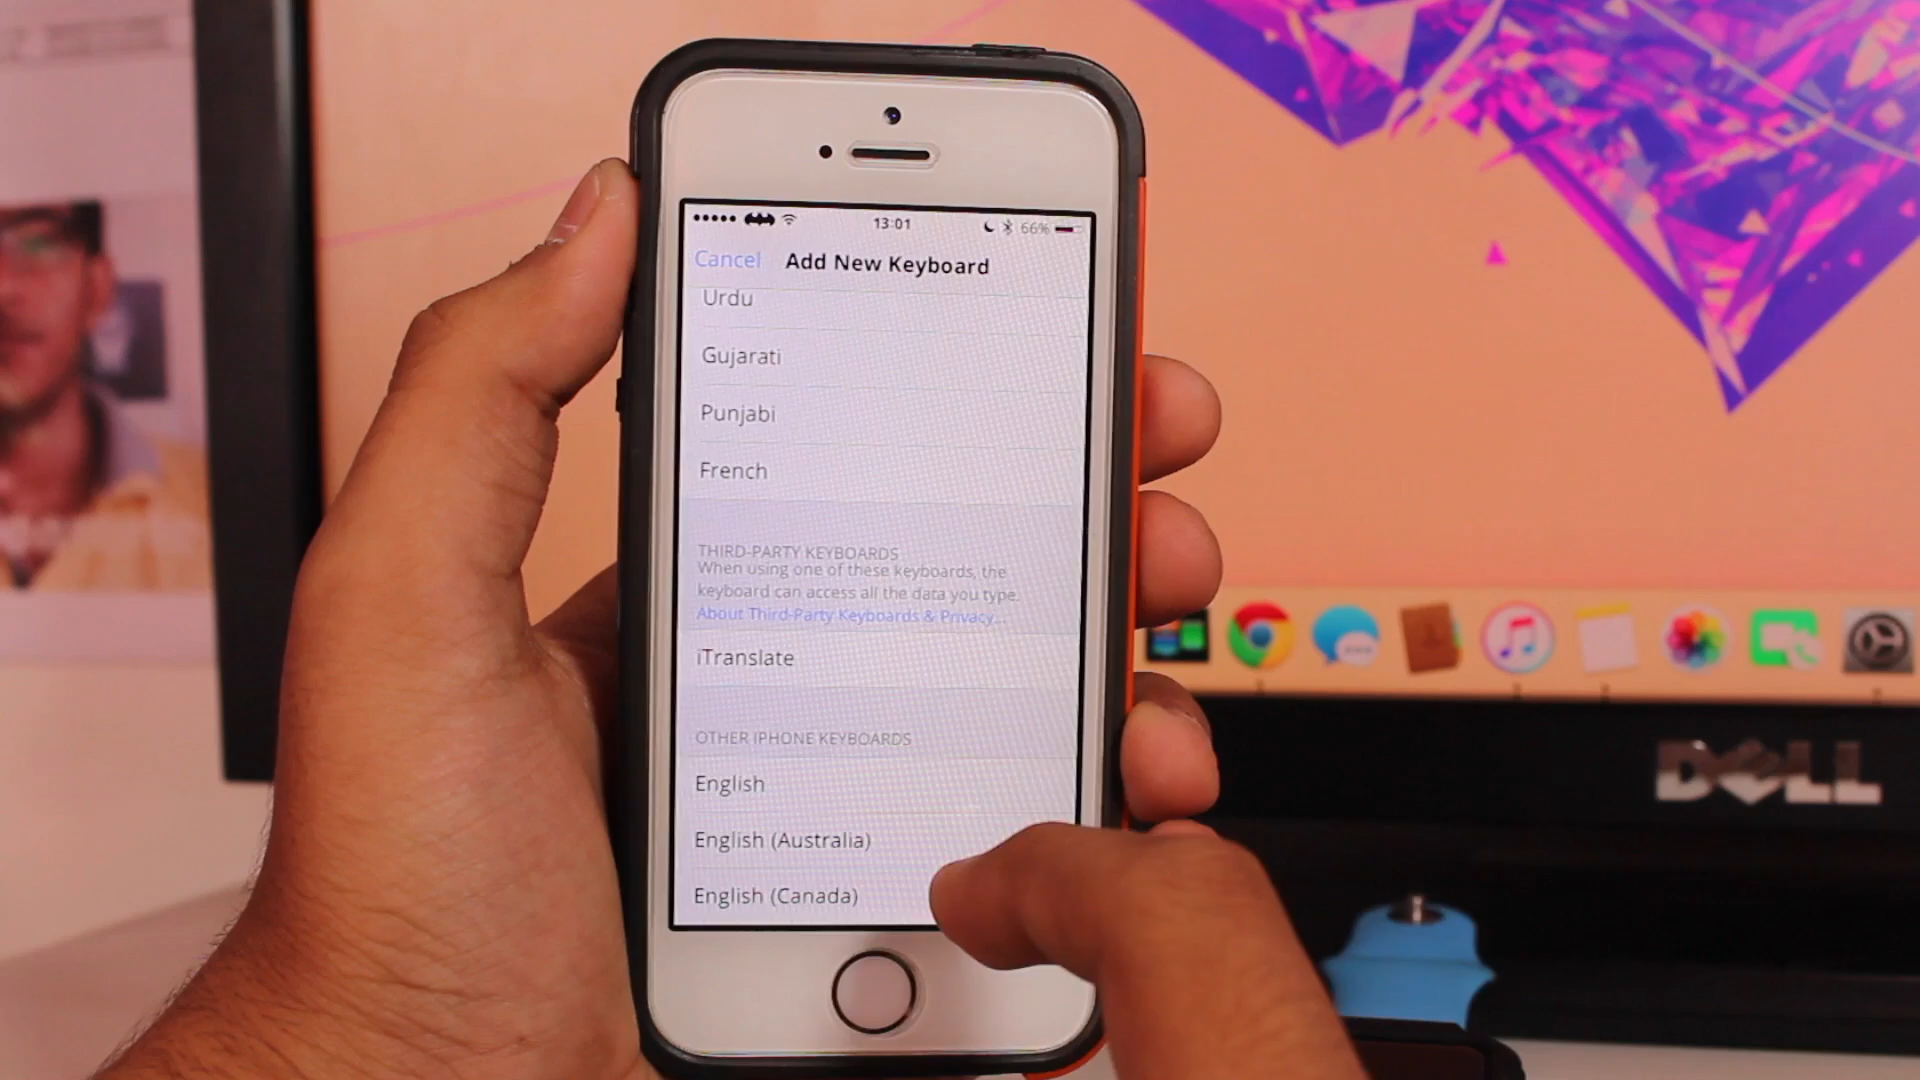 13:01
66%
Cancel
Add New Keyboard
Urdu
Gujarati
Punjabi
French
THIRD-PARTY KEYBOARDS
When using one of these keyboards, the
keyboard can access all the data you type.
About Third-Party Keyboards & Privacy...
iTranslate
OTHER IPHONE KEYBOARDS
English
English (Australia)
English (Canada)
DELL